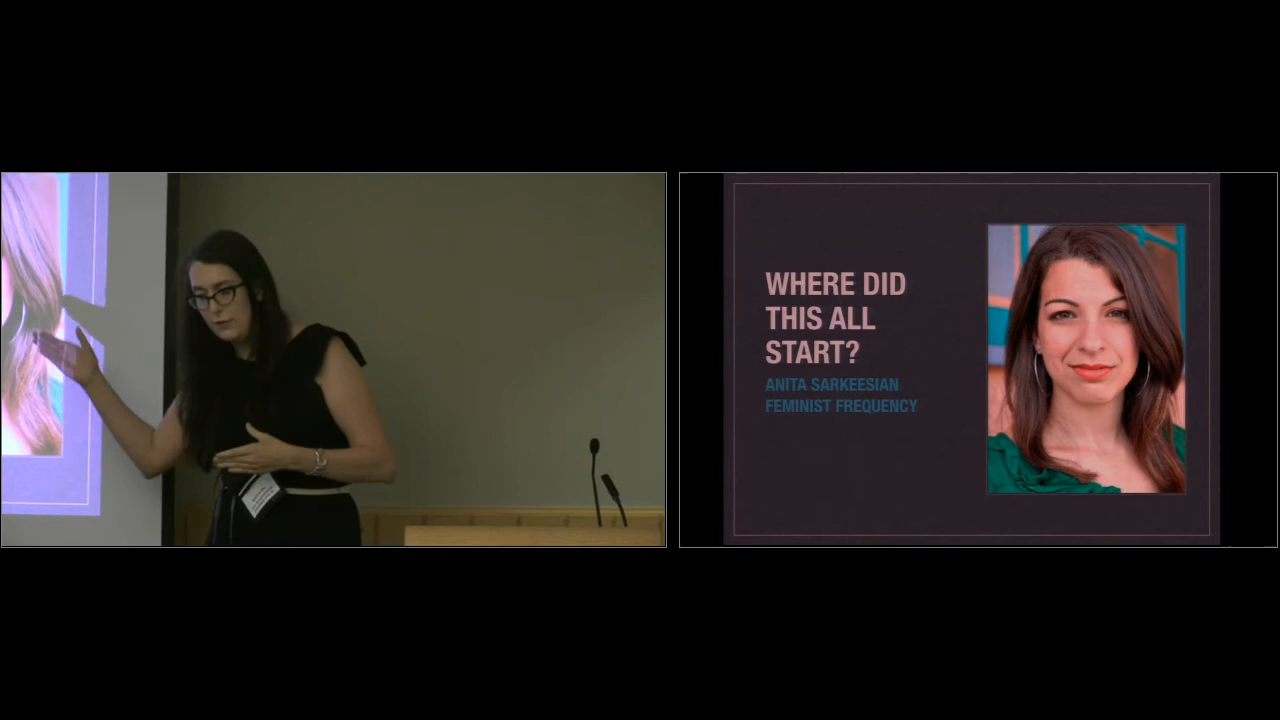 WHERE DID
THIS ALL
START?
ANITA SARKEESIAN
FEMINIST FREQUENCY